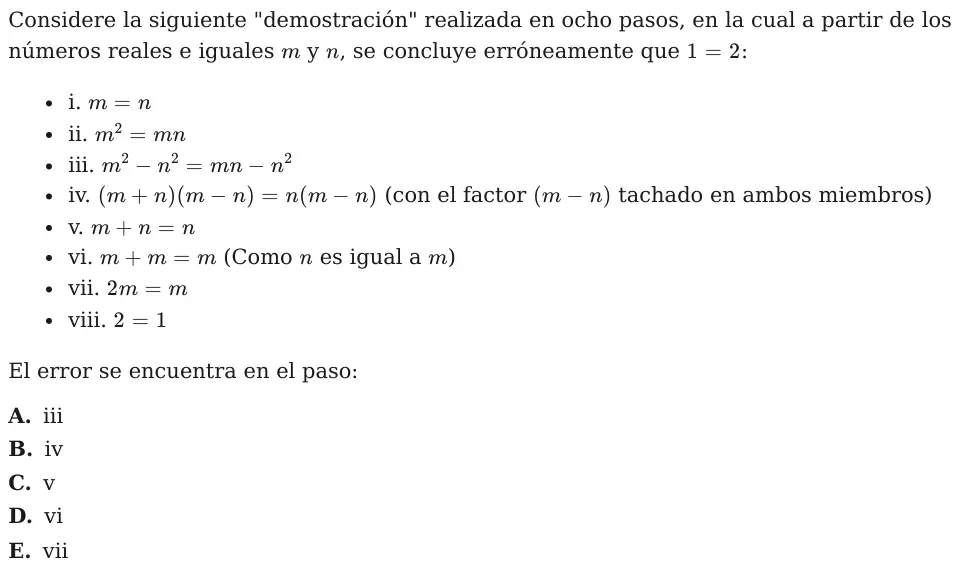 Considere la siguiente "demostración" realizada en ocho pasos, en la cual a partir de los
números reales e iguales m y n, se concluye erróneamente que 1 = 2:
• i. m = n
• ii. m² = mn
• iii. m² − n² = mn − n²
• iv. (m + n)(m − n) = n(m − n) (con el factor (m − n) tachado en ambos miembros)
• v. m + n = n
• vi. m + m = m (Como n es igual a m)
• vii. 2m = m
• viii. 2 = 1
El error se encuentra en el paso:
A. iii
B. iv
C. v
D. vi
E. vii